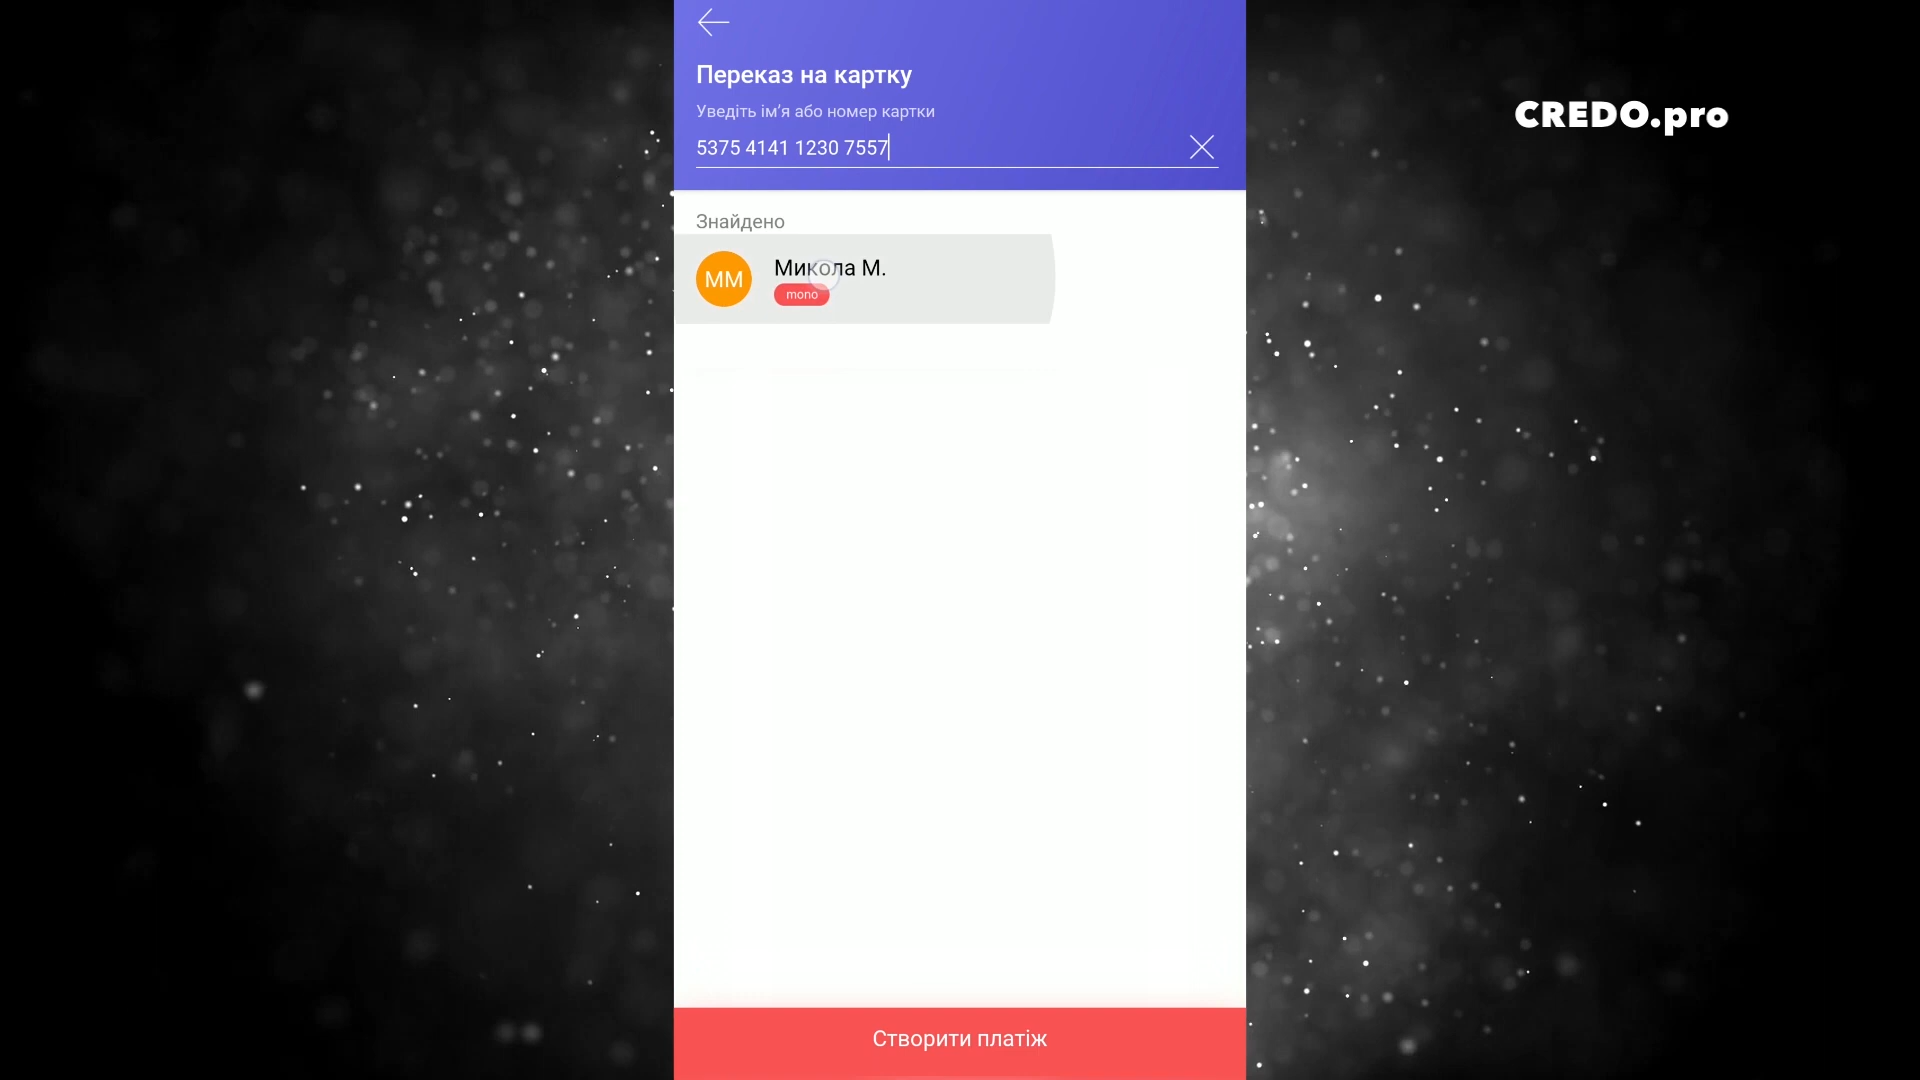 Переказ на картку
Уведіть ім’я або номер картки
5375 4141 1230 7557
Знайдено
ММ
Микола М.
mono
Створити платіж
CREDO.pro